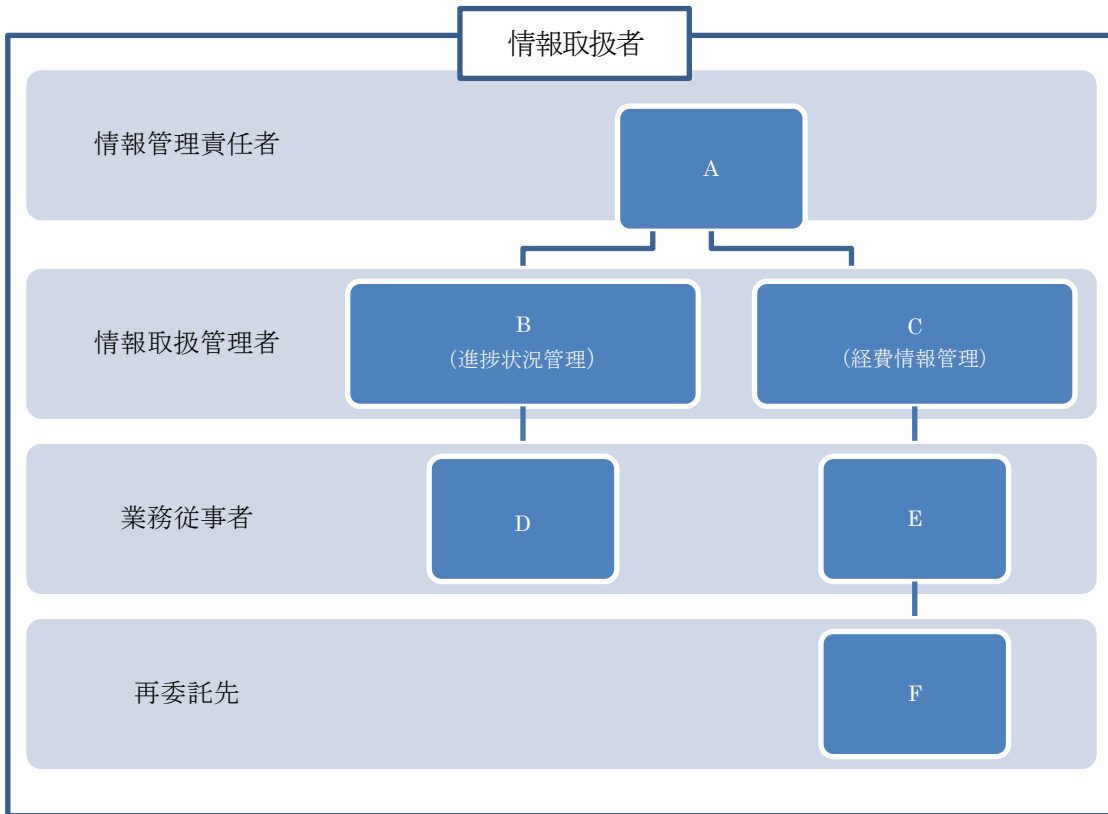 情報取扱者
情報管理責任者
A
情報取扱管理者
B
(進捗状況管理)
C
(経費情報管理)
業務従事者
D
E
再委託先
F